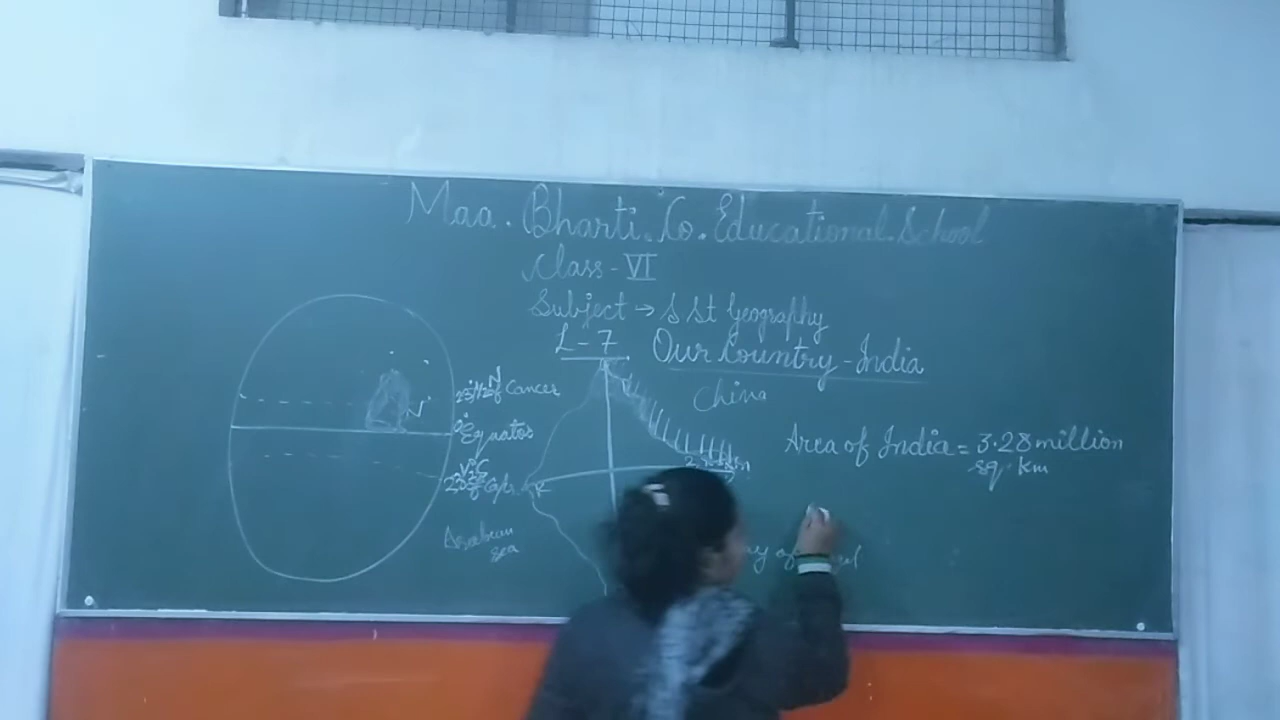 Maa. Bharti. Co. Educational. School
Class - VI
Subject → S St Geography
L - 7 Our Country - India
China
Cancer
Equator
Arabian
sea
Area of India = 3.28 million
sq. km